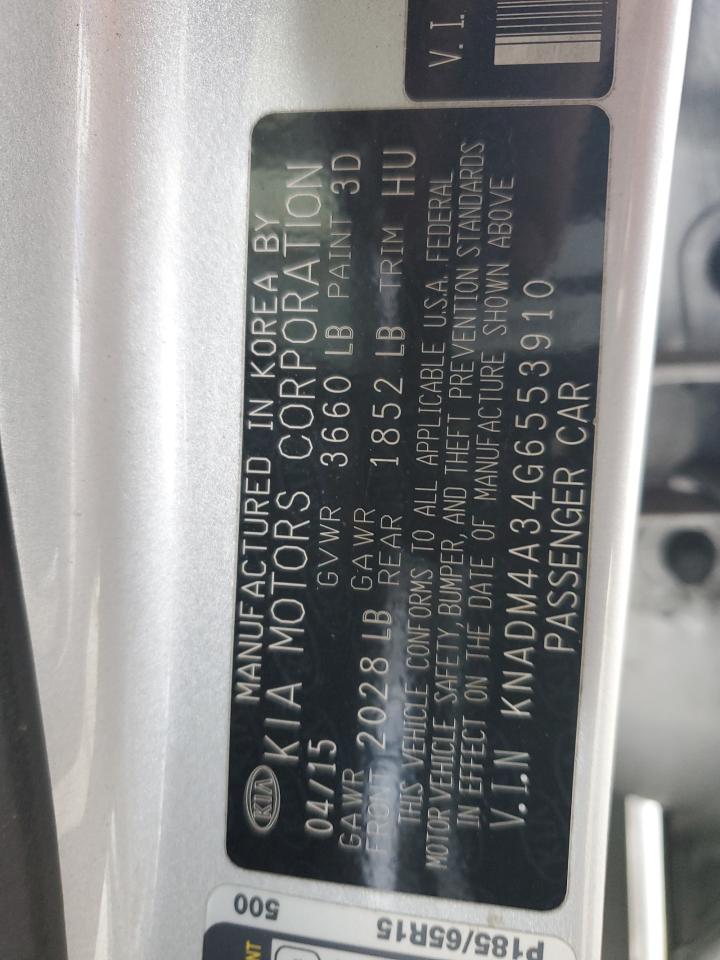 MANUFACTURED IN KOREA BY
KIA KIA MOTORS CORPORATION
04/15 GVWR 3660 LB PAINT 3D
GAWR FRONT 2028 LB GAWR REAR 1852 LB TRIM HU
THIS VEHICLE CONFORMS TO ALL APPLICABLE U.S.A. FEDERAL
MOTOR VEHICLE SAFETY, BUMPER, AND THEFT PREVENTION STANDARDS
IN EFFECT ON THE DATE OF MANUFACTURE SHOWN ABOVE
V.I.N KNADM4A34G6553910
PASSENGER CAR
V. I.
500
P185/65R15